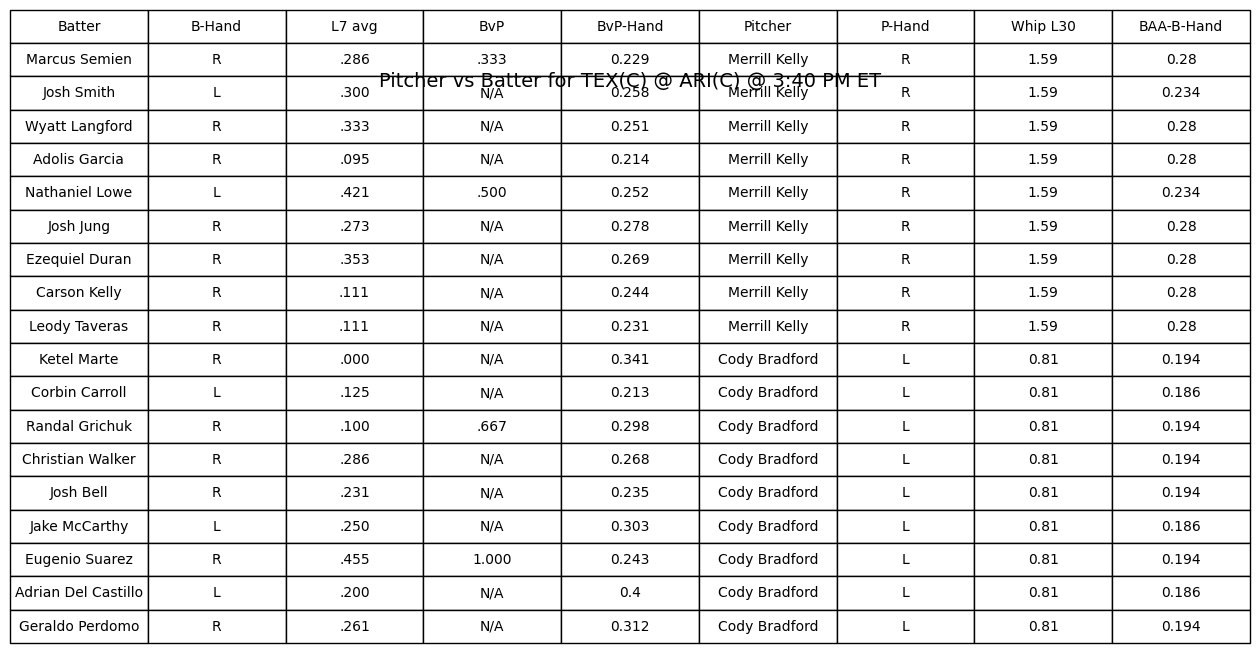 Batter B-Hand L7 avg BvP BvP-Hand Pitcher P-Hand Whip L30 BAA-B-Hand
Marcus Semien R .286 .333 0.229 Merrill Kelly R 1.59 0.28
Pitcher vs Batter for TEX(C) @ ARI(C) @ 3:40 PM ET
Josh Smith L .300 N/A 0.258 Merrill Kelly R 1.59 0.234
Wyatt Langford R .333 N/A 0.251 Merrill Kelly R 1.59 0.28
Adolis Garcia R .095 N/A 0.214 Merrill Kelly R 1.59 0.28
Nathaniel Lowe L .421 .500 0.252 Merrill Kelly R 1.59 0.234
Josh Jung R .273 N/A 0.278 Merrill Kelly R 1.59 0.28
Ezequiel Duran R .353 N/A 0.269 Merrill Kelly R 1.59 0.28
Carson Kelly R .111 N/A 0.244 Merrill Kelly R 1.59 0.28
Leody Taveras R .111 N/A 0.231 Merrill Kelly R 1.59 0.28
Ketel Marte R .000 N/A 0.341 Cody Bradford L 0.81 0.194
Corbin Carroll L .125 N/A 0.213 Cody Bradford L 0.81 0.186
Randal Grichuk R .100 .667 0.298 Cody Bradford L 0.81 0.194
Christian Walker R .286 N/A 0.268 Cody Bradford L 0.81 0.194
Josh Bell R .231 N/A 0.235 Cody Bradford L 0.81 0.194
Jake McCarthy L .250 N/A 0.303 Cody Bradford L 0.81 0.186
Eugenio Suarez R .455 1.000 0.243 Cody Bradford L 0.81 0.194
Adrian Del Castillo L .200 N/A 0.4 Cody Bradford L 0.81 0.186
Geraldo Perdomo R .261 N/A 0.312 Cody Bradford L 0.81 0.194